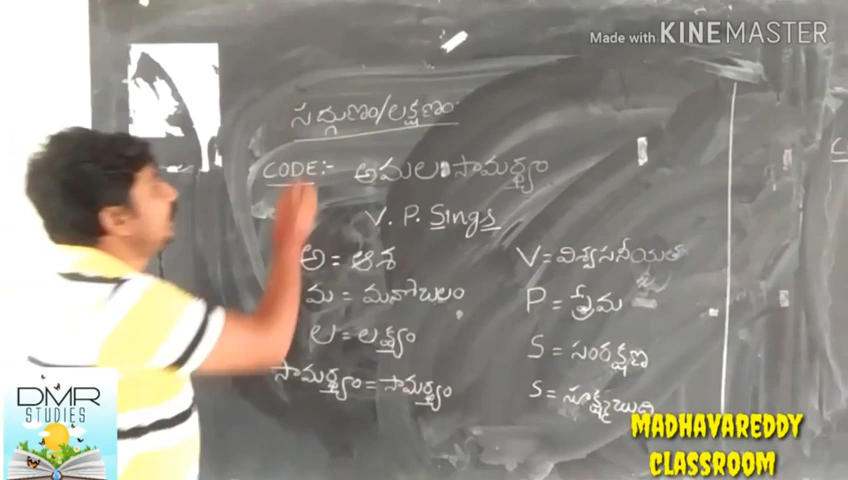 Made with KINEMASTER
సద్గుణం/లక్షణం
CODE:- అమల సామర్థ్యం
V. P. Sings
అ = ఆశ
మ = మనోబలం
ల = లక్ష్యం
సామర్థ్యం = సామర్థ్యం
V = విశ్వసనీయత
P = ప్రేమ
S = సంరక్షణ
S = సూక్ష్మబుద్ధి
DMR
STUDIES
MADHAVAREDDY
CLASSROOM